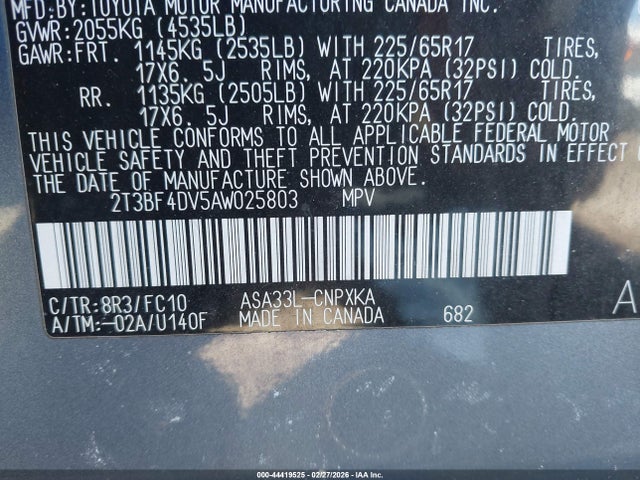 MFD.BY:TOYOTA MOTOR MANUFACTURING CANADA INC.
GVWR:2055KG (4535LB)
GAWR:FRT. 1145KG (2535LB) WITH 225/65R17 TIRES,
17X6.5J RIMS, AT 220KPA (32PSI) COLD.
RR. 1135KG (2505LB) WITH 225/65R17 TIRES,
17X6.5J RIMS, AT 220KPA (32PSI) COLD.
THIS VEHICLE CONFORMS TO ALL APPLICABLE FEDERAL MOTOR
VEHICLE SAFETY AND THEFT PREVENTION STANDARDS IN EFFECT
THE DATE OF MANUFACTURE SHOWN ABOVE.
2T3BF4DV5AW025803 MPV
C/TR:8R3/FC10 ASA33L-CNPXKA A
A/TM:-02A/U140F MADE IN CANADA 682
000-44419525 | 02/27/2026 | IAA Inc.